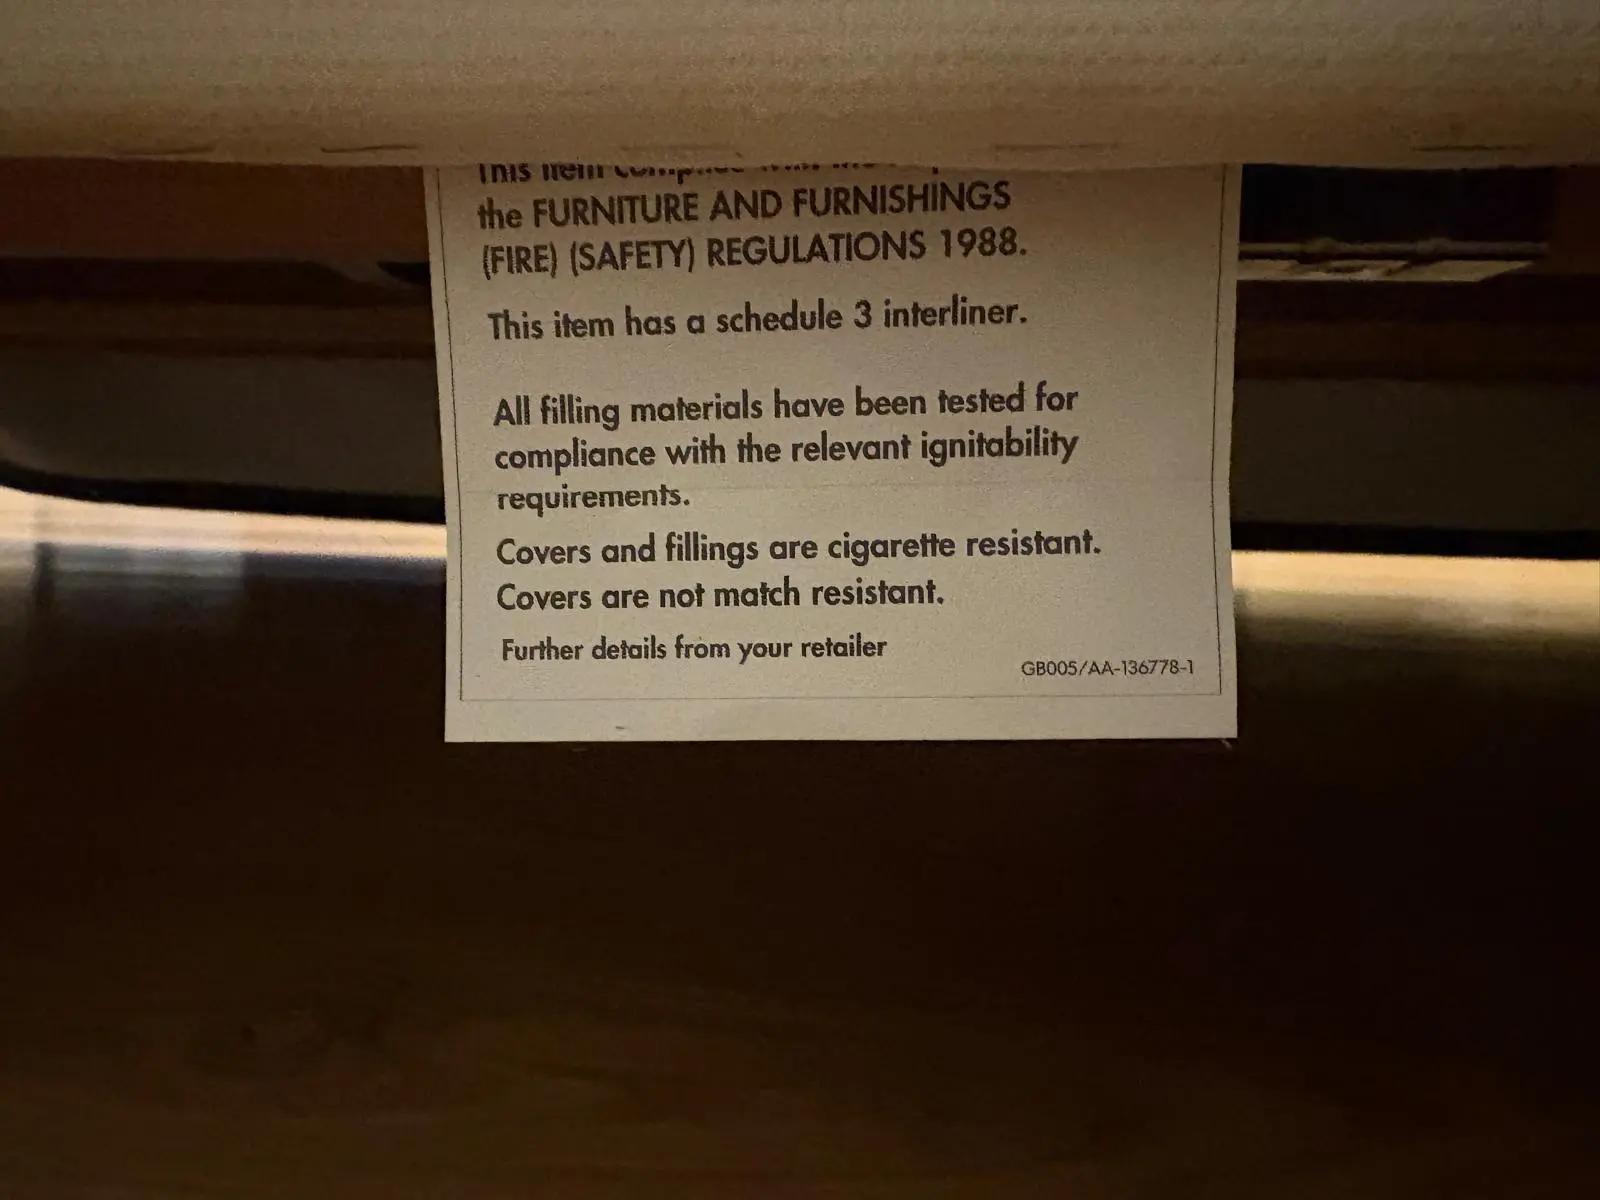 This item
the FURNITURE AND FURNISHINGS
(FIRE) (SAFETY) REGULATIONS 1988.
This item has a schedule 3 interliner.
All filling materials have been tested for
compliance with the relevant ignitability
requirements.
Covers and fillings are cigarette resistant.
Covers are not match resistant.
Further details from your retailer
GB005/AA-136778-1